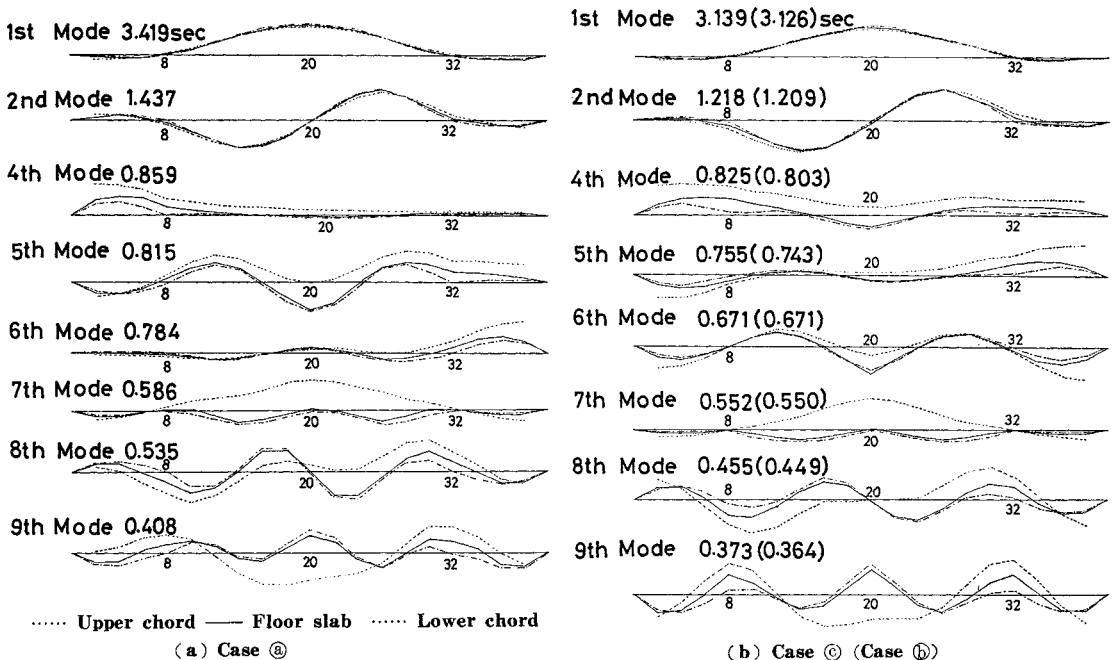 1st Mode 3.419sec
8 20 32
2nd Mode 1.437
8 20 32
4th Mode 0.859
8 20 32
5th Mode 0.815
8 20 32
6th Mode 0.784
8 20 32
7th Mode 0.586
8 20 32
8th Mode 0.535
8 20 32
9th Mode 0.408
8 20 32
Upper chord Floor slab Lower chord
(a) Case ⓐ
1st Mode 3.139(3.126)sec
8 20 32
2nd Mode 1.218 (1.209)
8 20 32
4th Mode 0.825(0.803)
8 20 32
5th Mode 0.755(0.743)
8 20 32
6th Mode 0.671(0.671)
8 20 32
7th Mode 0.552(0.550)
8 20 32
8th Mode 0.455(0.449)
8 20 32
9th Mode 0.373(0.364)
8 20 32
(b) Case ⓒ (Case ⓑ)